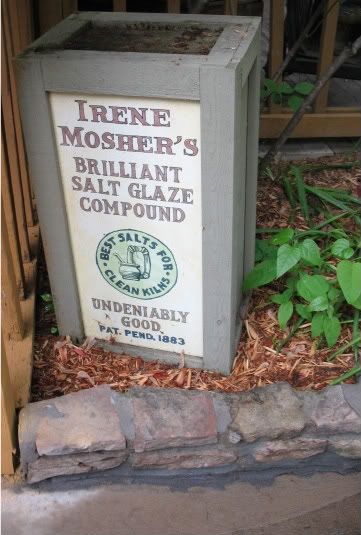 IRENE
MOSHER'S
BRILLIANT
SALT GLAZE
COMPOUND
BEST SALTS FOR
CLEAN KILNS
UNDENIABLY
GOOD
PAT. PEND. 1883